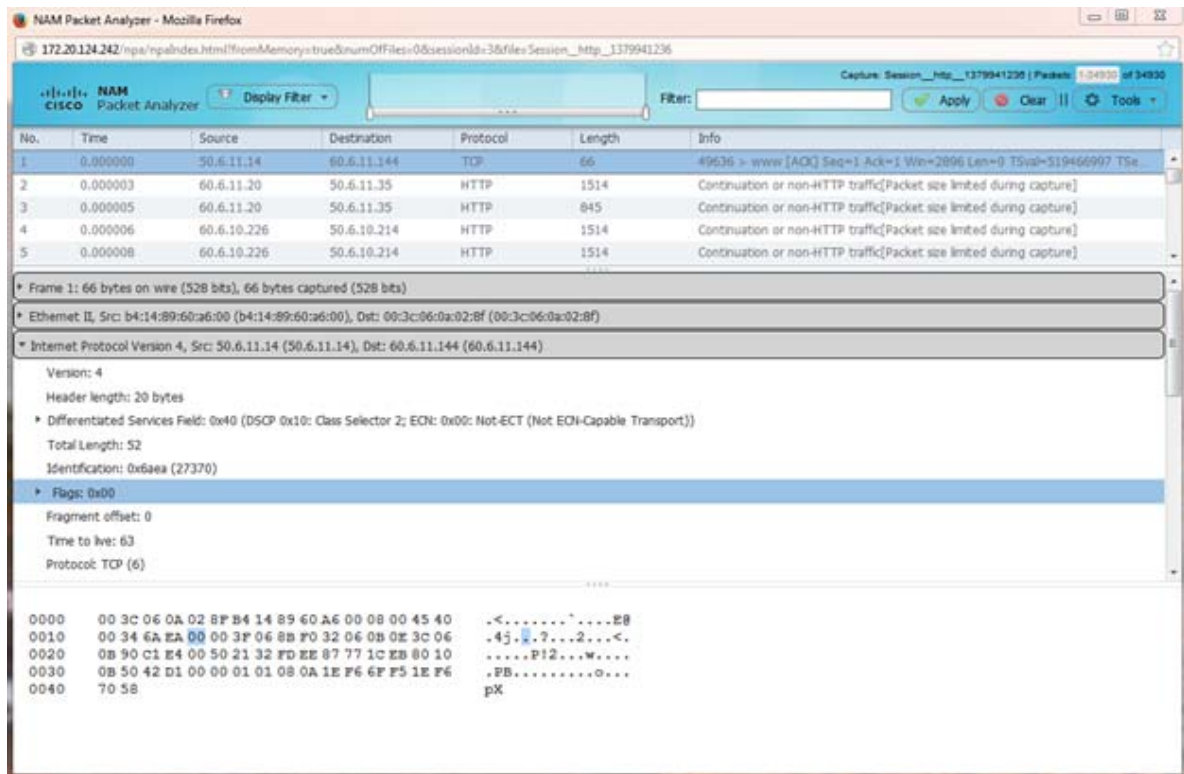 NAM Packet Analyzer - Mozilla Firefox
172.20.124.242/npa/npaIndex.html?fromMemory=true&numOfFiles=0&sessionId=3&file=Session__http__1379941236
Capture: Session__http__1379941236 | Packets: 1-34930 of 34930
CISCO NAM Packet Analyzer Display Filter Filter: Apply Clear Tools
No. Time Source Destination Protocol Length Info
1 0.000000 50.6.11.14 60.6.11.144 TCP 66 49636 > www [ACK] Seq=1 Ack=1 Win=2896 Len=0 TSval=519466997 TSe...
2 0.000003 60.6.11.20 50.6.11.35 HTTP 1514 Continuation or non-HTTP traffic[Packet size limited during capture]
3 0.000005 60.6.11.20 50.6.11.35 HTTP 845 Continuation or non-HTTP traffic[Packet size limited during capture]
4 0.000006 60.6.10.226 50.6.10.214 HTTP 1514 Continuation or non-HTTP traffic[Packet size limited during capture]
5 0.000008 60.6.10.226 50.6.10.214 HTTP 1514 Continuation or non-HTTP traffic[Packet size limited during capture]
Frame 1: 66 bytes on wire (528 bits), 66 bytes captured (528 bits)
Ethernet II, Src: b4:14:89:60:a6:00 (b4:14:89:60:a6:00), Dst: 00:3c:06:0a:02:8f (00:3c:06:0a:02:8f)
Internet Protocol Version 4, Src: 50.6.11.14 (50.6.11.14), Dst: 60.6.11.144 (60.6.11.144)
Version: 4
Header length: 20 bytes
Differentiated Services Field: 0x40 (DSCP 0x10: Class Selector 2; ECN: 0x00: Not-ECT (Not ECN-Capable Transport))
Total Length: 52
Identification: 0x6aea (27370)
Flags: 0x00
Fragment offset: 0
Time to live: 63
Protocol: TCP (6)
0000 00 3C 06 0A 02 8F B4 14 89 60 A6 00 08 00 45 40 .<.......`....E@
0010 00 34 6A EA 00 00 3F 06 8B F0 32 06 0B 0E 3C 06 .4j...?...2...<.
0020 0B 90 C1 E4 00 50 21 32 FD EE 87 77 1C EB 80 10 .....P!2...w....
0030 0B 50 42 D1 00 00 01 01 08 0A 1E F6 6F F5 1E F6 .PB.........o...
0040 70 58 pX